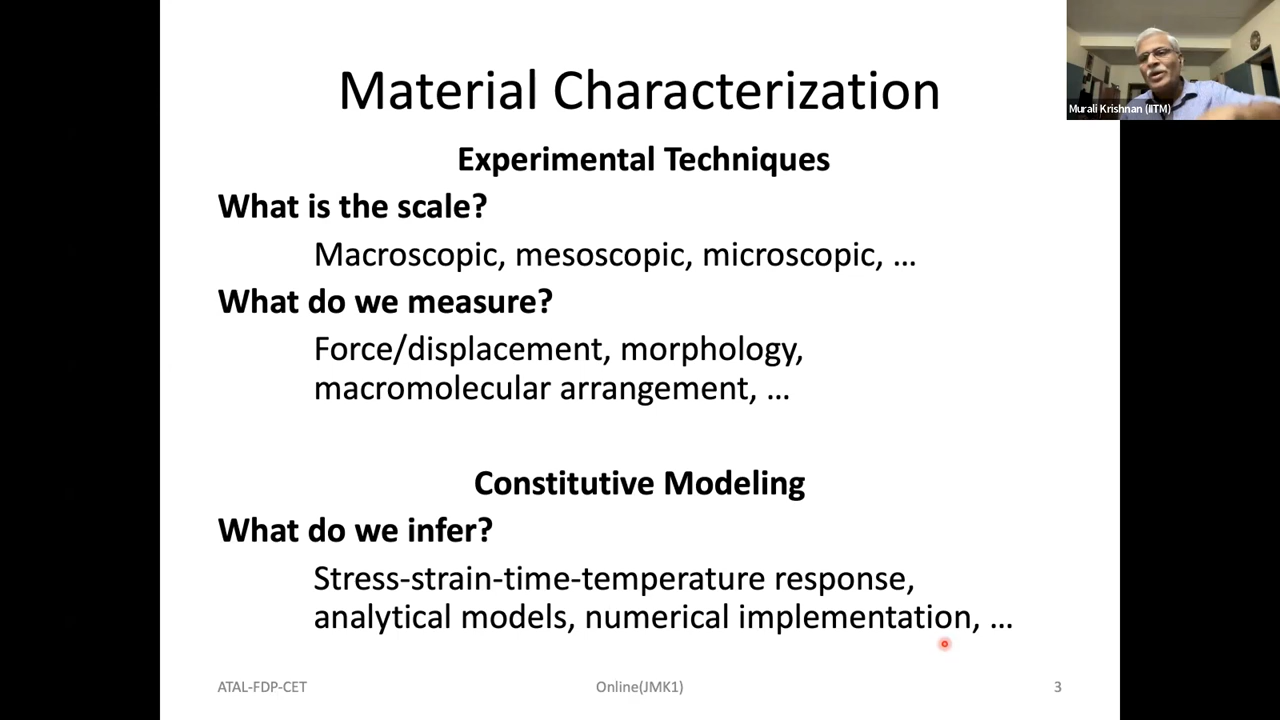 Material Characterization
Murali Krishnan (IITM)
Experimental Techniques
What is the scale?
Macroscopic, mesoscopic, microscopic, ...
What do we measure?
Force/displacement, morphology,
macromolecular arrangement, ...
Constitutive Modeling
What do we infer?
Stress-strain-time-temperature response,
analytical models, numerical implementation, ...
ATAL-FDP-CET
Online(JMK1)
3